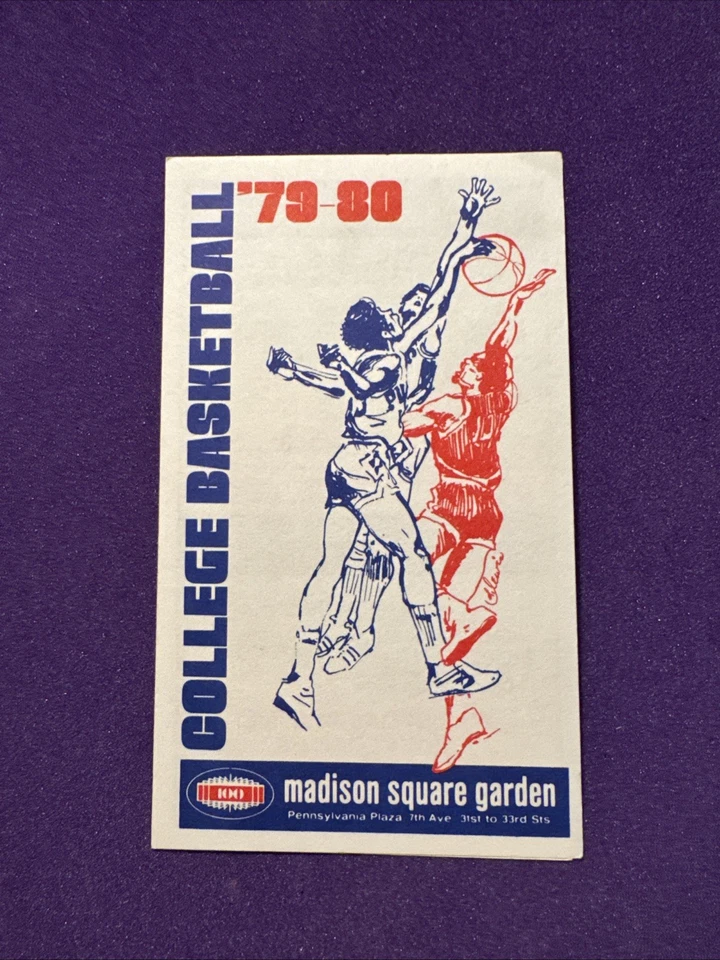 COLLEGE BASKETBALL
'79-80
100
madison square garden
Pennsylvania Plaza 7th Ave 31st to 33rd Sts